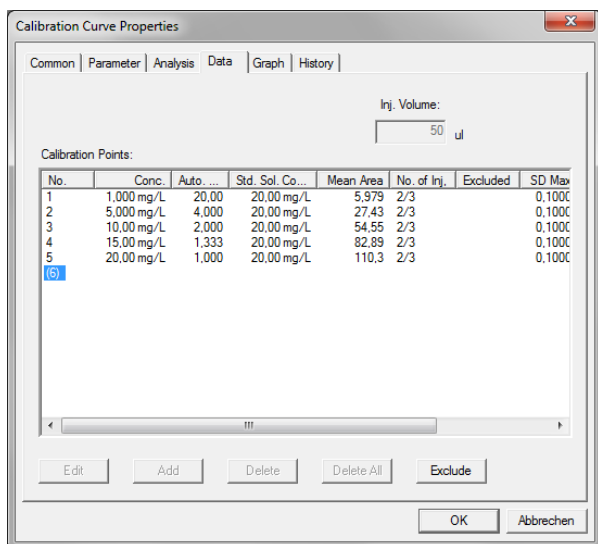 Calibration Curve Properties
Common Parameter Analysis Data Graph History
Inj. Volume:
50 ul
Calibration Points:
No. Conc. Auto. ... Std. Sol. Co... Mean Area No. of Inj, Excluded SD Max
1 1,000 mg/L 20,00 20,00 mg/L 5,979 2/3 0,1000
2 5,000 mg/L 4,000 20,00 mg/L 27,43 2/3 0,1000
3 10,00 mg/L 2,000 20,00 mg/L 54,55 2/3 0,1000
4 15,00 mg/L 1,333 20,00 mg/L 82,89 2/3 0,1000
5 20,00 mg/L 1,000 20,00 mg/L 110,3 2/3 0,1000
(6)
Edit Add Delete Delete All Exclude
OK Abbrechen